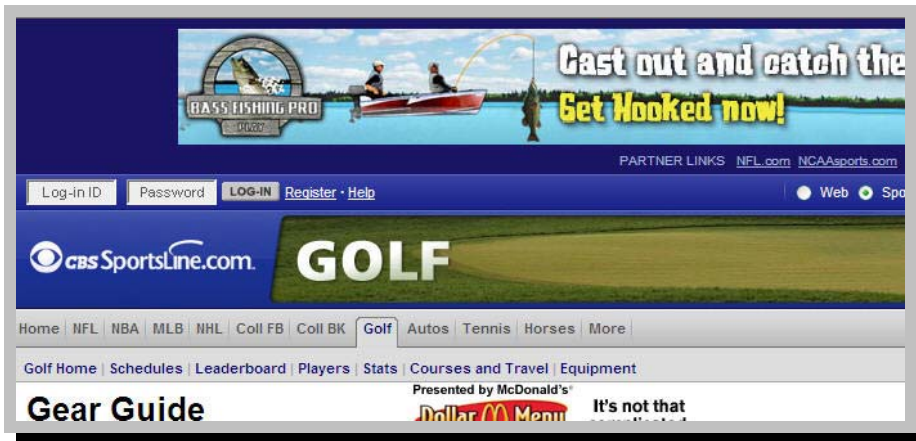 Cast out and catch the
BASS FISHING PRO
PLAY
Get Hooked now!
PARTNER LINKS NFL.com NCAAsports.com
Log-in ID Password LOG-IN Register · Help Web Spo
CBS SportsLine.com. GOLF
Home NFL NBA MLB NHL Coll FB Coll BK Golf Autos Tennis Horses More
Golf Home | Schedules | Leaderboard | Players | Stats | Courses and Travel | Equipment
Presented by McDonald's®
Gear Guide Dollar Menu It's not that
complicated